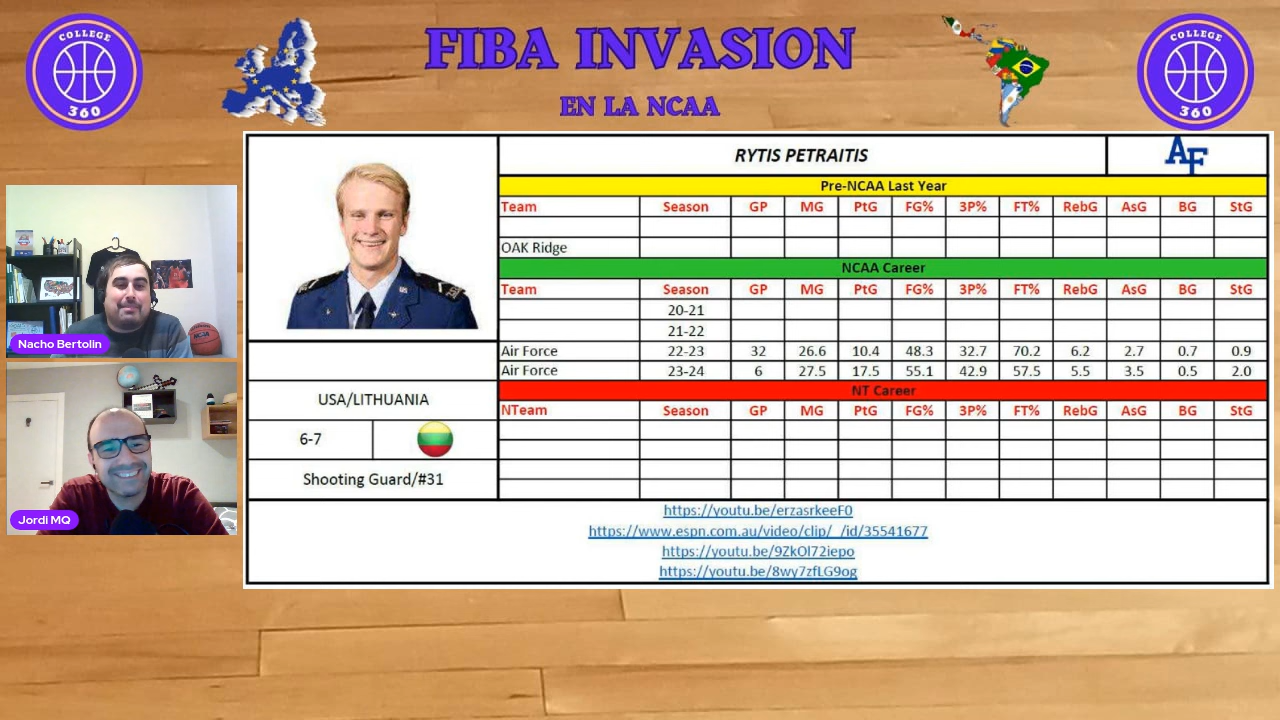 COLLEGE
360
FIBA INVASION
EN LA NCAA
COLLEGE
360
RYTIS PETRAITIS
AF
Pre-NCAA Last Year
Team Season GP MG PtG FG% 3P% FT% RebG AsG BG StG
OAK Ridge
NCAA Career
Team Season GP MG PtG FG% 3P% FT% RebG AsG BG StG
20-21
21-22
Air Force 22-23 32 26.6 10.4 48.3 32.7 70.2 6.2 2.7 0.7 0.9
Air Force 23-24 6 27.5 17.5 55.1 42.9 57.5 5.5 3.5 0.5 2.0
NT Career
NTeam Season GP MG PtG FG% 3P% FT% RebG AsG BG StG
USA/LITHUANIA
6-7
Shooting Guard/#31
https://youtu.be/erzasrkeeF0
https://www.espn.com.au/video/clip/_/id/35541677
https://youtu.be/9ZkOl72iepo
https://youtu.be/8wy7zfLG9og
Nacho Bertolin
Jordi MQ